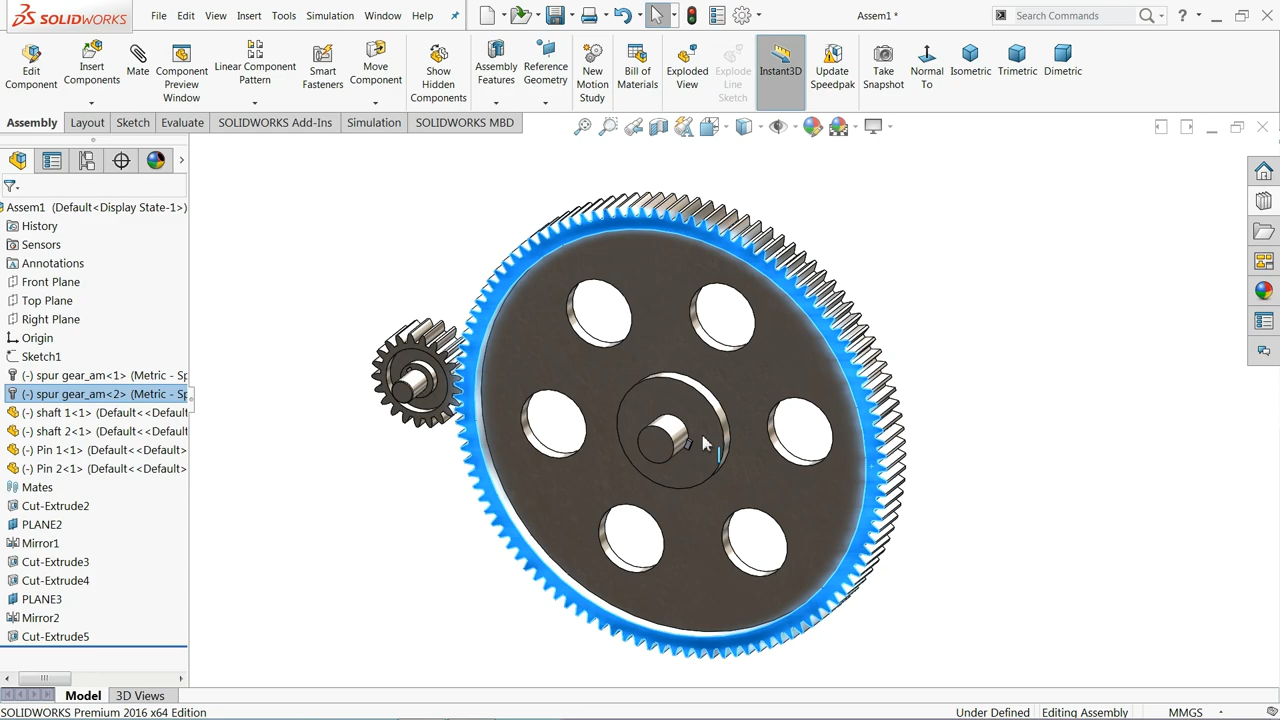 SOLIDWORKS
File Edit View Insert Tools Simulation Window Help
Assem1 *
Search Commands
?
Edit Component
Insert Components
Mate
Component Preview Window
Linear Component Pattern
Smart Fasteners
Move Component
Show Hidden Components
Assembly Features
Reference Geometry
New Motion Study
Bill of Materials
Exploded View
Explode Line Sketch
Instant3D
Update Speedpak
Take Snapshot
Normal To
Isometric
Trimetric
Dimetric
Assembly Layout Sketch Evaluate SOLIDWORKS Add-Ins Simulation SOLIDWORKS MBD
Assem1 (Default<Display State-1>)
History
Sensors
Annotations
Front Plane
Top Plane
Right Plane
Origin
Sketch1
(-) spur gear_am<1> (Metric - Sp
(-) spur gear_am<2> (Metric - Sp
(-) shaft 1<1> (Default<<Default
(-) shaft 2<1> (Default<<Default
(-) Pin 1<1> (Default<<Default>
(-) Pin 2<1> (Default<<Default>
Mates
Cut-Extrude2
PLANE2
Mirror1
Cut-Extrude3
Cut-Extrude4
PLANE3
Mirror2
Cut-Extrude5
Model 3D Views
SOLIDWORKS Premium 2016 x64 Edition
Under Defined Editing Assembly MMGS